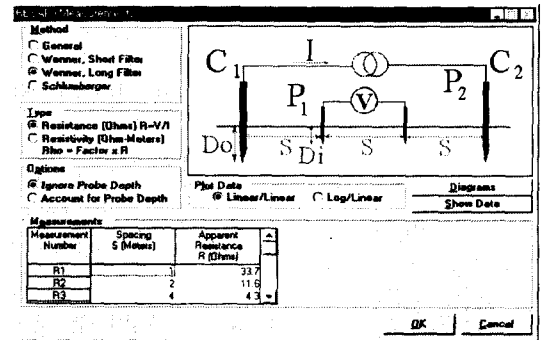 Method
General
Wenner, Short Filter
Wenner, Long Filter
Schlumberger
Type
Resistance (Ohms) R=V/I
Resistivity (Ohm-Meters)
Rho = Factor x R
Options
Ignore Probe Depth
Account for Probe Depth
C1 I C2
P1 V P2
Do S Di S S
Plot Data
Linear/Linear
Log/Linear
Diagrams
Show Data
Measurements
Measurement Number
Spacing S (Meters)
Apparent Resistance R (Ohms)
R1 1 33.7
R2 2 11.6
R3 4 4.3
OK
Cancel